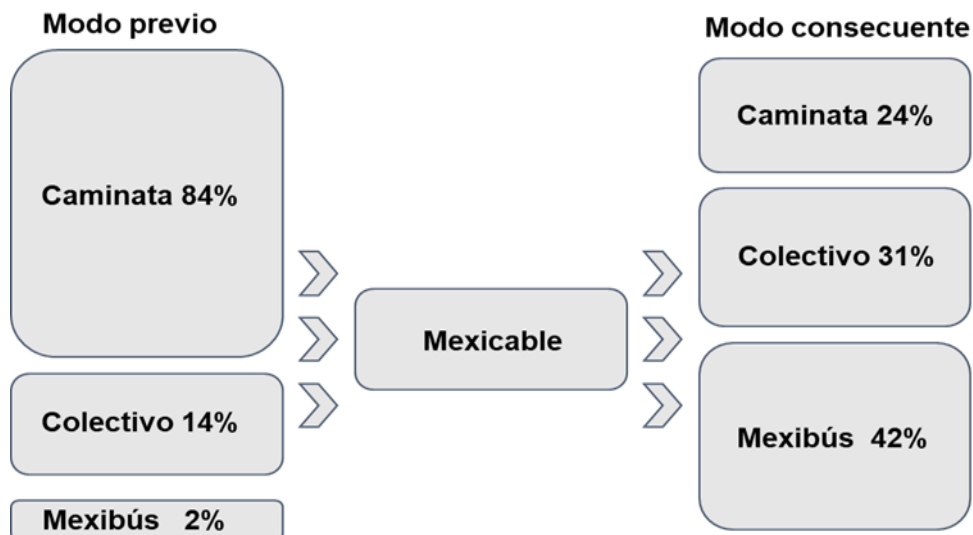 Modo previo
Caminata 84%
Colectivo 14%
Mexibús 2%
Mexicable
Modo consecuente
Caminata 24%
Colectivo 31%
Mexibús 42%